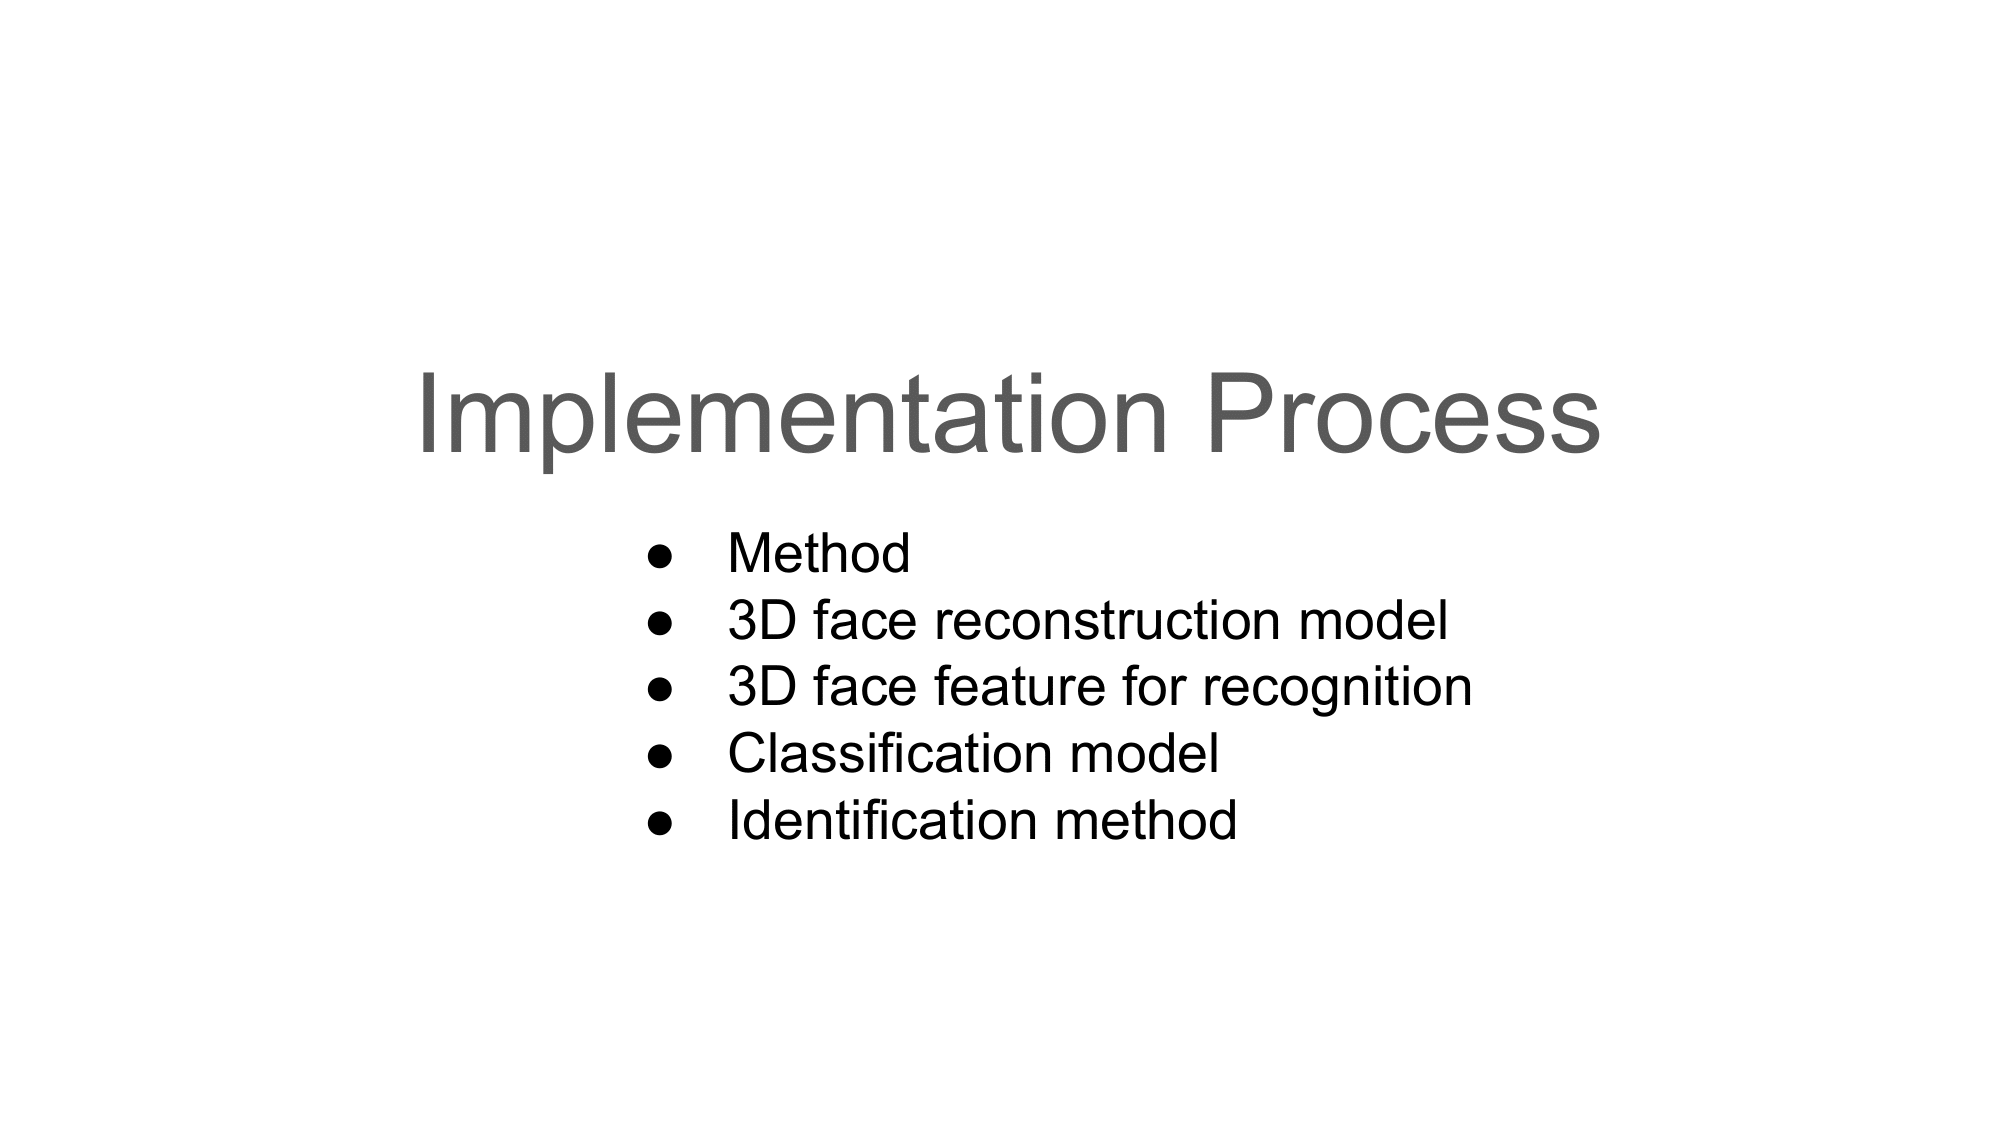 Implementation Process
● Method
● 3D face reconstruction model
● 3D face feature for recognition
● Classification model
● Identification method